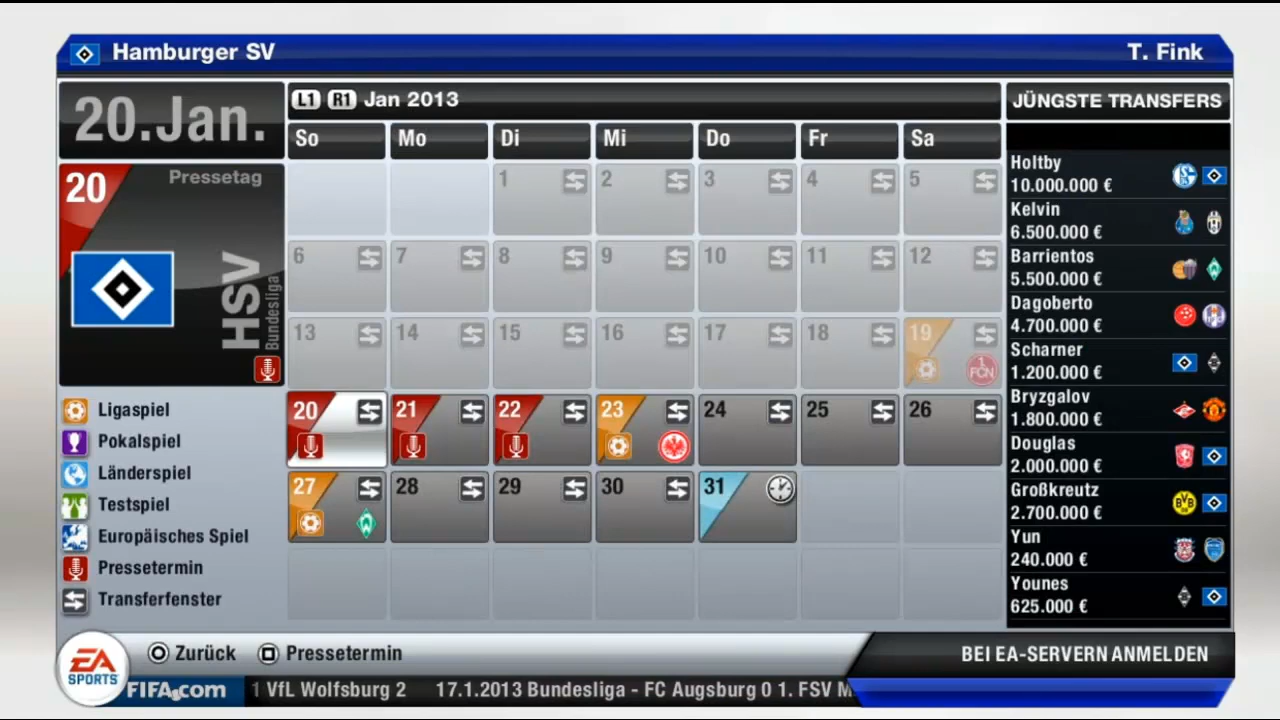 Hamburger SV
T. Fink
20.Jan.
L1 R1 Jan 2013
JÜNGSTE TRANSFERS
So Mo Di Mi Do Fr Sa
20 Pressetag
HSV
Bundesliga
1 2 3 4 5
6 7 8 9 10 11 12
13 14 15 16 17 18 19
1.FCN
20 21 22 23 24 25 26
27 28 29 30 31
Ligaspiel
Pokalspiel
Länderspiel
Testspiel
Europäisches Spiel
Pressetermin
Transferfenster
Holtby
10.000.000 €
Kelvin
6.500.000 €
Barrientos
5.500.000 €
Dagoberto
4.700.000 €
Scharner
1.200.000 €
Bryzgalov
1.800.000 €
Douglas
2.000.000 €
Großkreutz
2.700.000 €
BVB
Yun
240.000 €
Younes
625.000 €
Zurück Pressetermin
BEI EA-SERVERN ANMELDEN
EA
SPORTS
FIFA.com
1 VfL Wolfsburg 2 17.1.2013 Bundesliga - FC Augsburg 0 1. FSV M